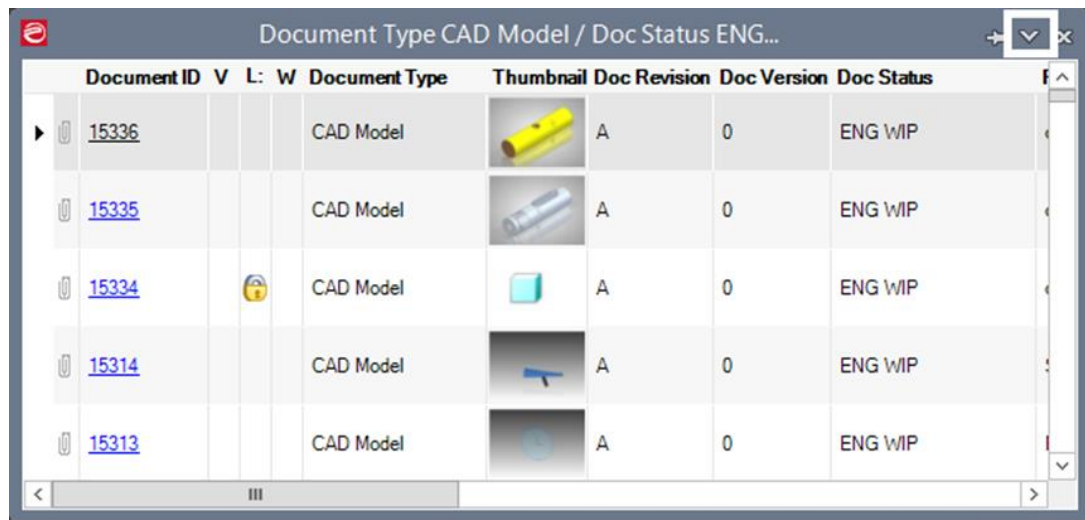 Document Type CAD Model / Doc Status ENG...
Document ID V L: W Document Type Thumbnail Doc Revision Doc Version Doc Status
15336 CAD Model A 0 ENG WIP
15335 CAD Model A 0 ENG WIP
15334 CAD Model A 0 ENG WIP
15314 CAD Model A 0 ENG WIP
15313 CAD Model A 0 ENG WIP